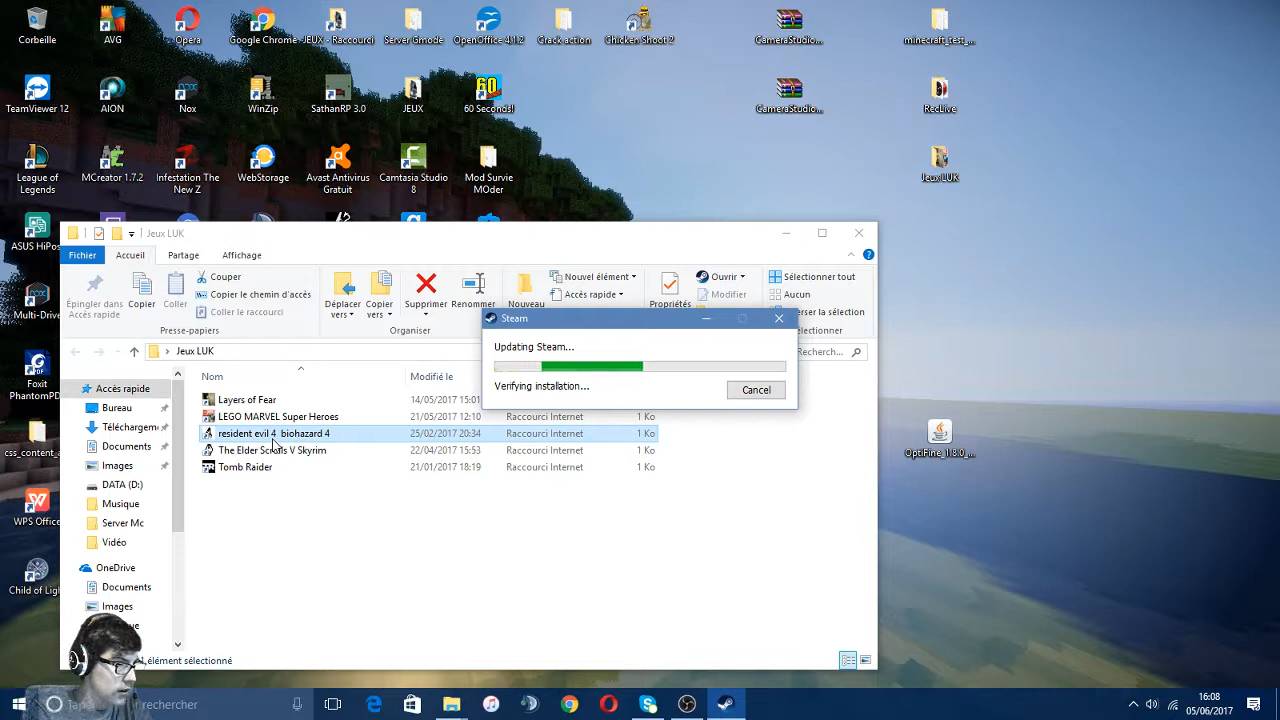 Corbeille
AVG
Opera
Google Chrome
JEUX - Raccourci
Server Gmode
OpenOffice 4.1.2
Crack action
Chicken Shoot 2
CameraStudio...
minecraft_test_...
TeamViewer 12
AION
Nox
WinZip
SathanRP 3.0
JEUX
60 Seconds!
CameraStudio...
RecLive
League of Legends
MCreator 1.7.2
Infestation The New Z
WebStorage
Avast Antivirus Gratuit
Camtasia Studio 8
Mod Survie MOder
Jeux LUK
ASUS HiPos
Multi-Drive
Foxit PhantomPD
css_content_a
WPS Office
Child of Ligh
OptiFine_1.8.0_...
Jeux LUK
Fichier
Accueil
Partage
Affichage
Épingler dans Accès rapide
Copier
Coller
Couper
Copier le chemin d'accès
Coller le raccourci
Presse-papiers
Déplacer vers
Copier vers
Supprimer
Renommer
Organiser
Nouveau
Nouvel élément
Accès rapide
Propriétés
Ouvrir
Modifier
Sélectionner tout
Aucun
verser la sélection
électionner
Jeux LUK
Recherch...
Nom
Modifié le
Layers of Fear 14/05/2017 15:01
LEGO MARVEL Super Heroes 21/05/2017 12:10 Raccourci Internet 1 Ko
resident evil 4 biohazard 4 25/02/2017 20:34 Raccourci Internet 1 Ko
The Elder Scrolls V Skyrim 22/04/2017 15:53 Raccourci Internet 1 Ko
Tomb Raider 21/01/2017 18:19 Raccourci Internet 1 Ko
Accès rapide
Bureau
Téléchargem
Documents
Images
DATA (D:)
Musique
Server Mc
Vidéo
OneDrive
Documents
Images
élément sélectionné
Steam
Updating Steam...
Verifying installation...
Cancel
rechercher
16:08
05/06/2017